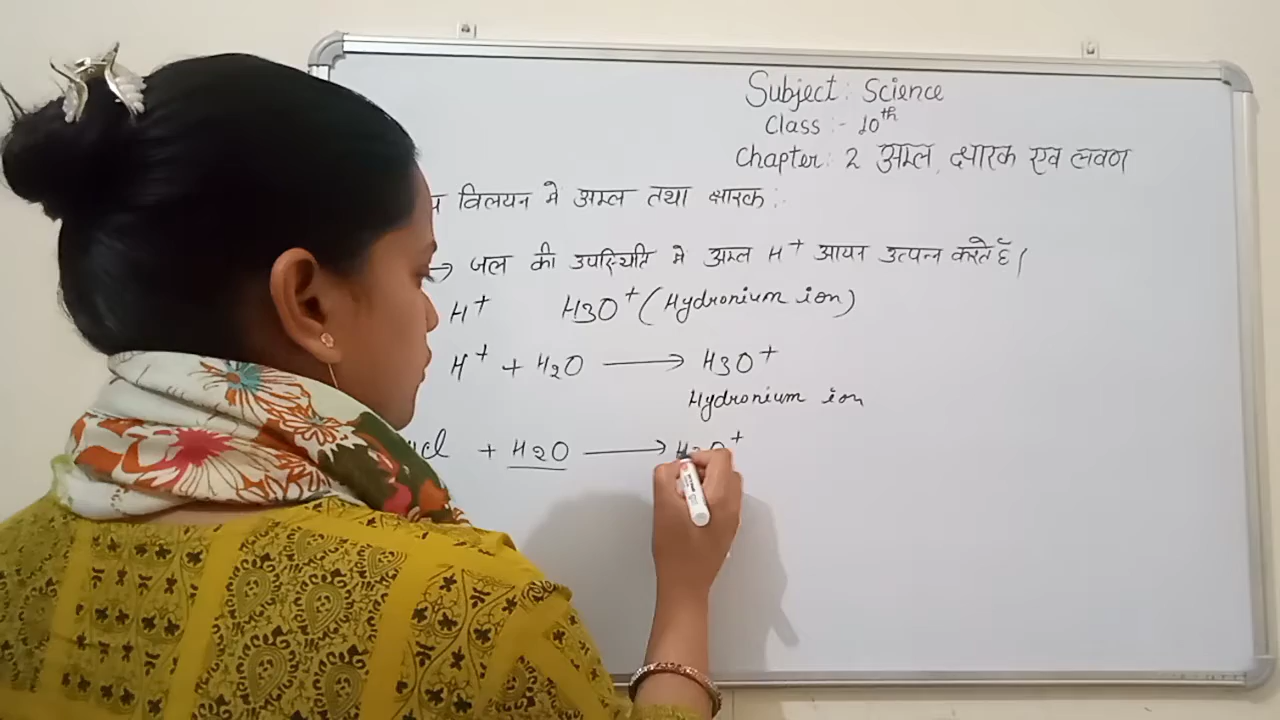 Subject: Science
Class :- 10th
Chapter: 2 अम्ल, क्षारक एव लवण
विलयन मे अम्ल तथा क्षारक :-
→ जल की उपस्थिति मे अम्ल H+ आयन उत्पन्न करते हैं।
H+ H3O+ (Hydronium ion)
H+ + H2O → H3O+
Hydronium ion
+ H2O → H3O+